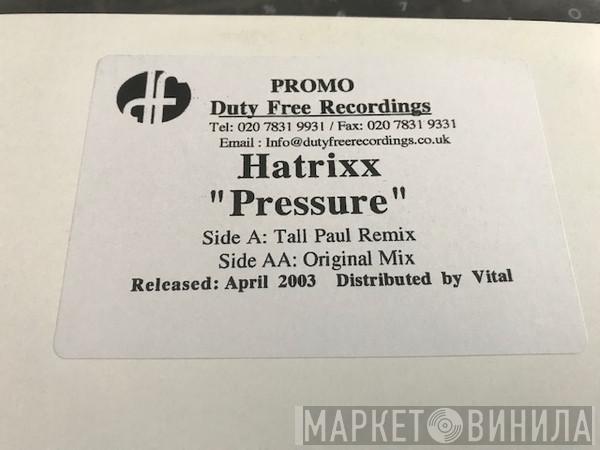 PROMO
Duty Free Recordings
Tel: 020 7831 9931 / Fax: 020 7831 9331
Email : Info@dutyfreerecordings.co.uk
Hatrixx
"Pressure"
Side A: Tall Paul Remix
Side AA: Original Mix
Released: April 2003 Distributed by Vital
МАРКЕТ ВИНИЛА